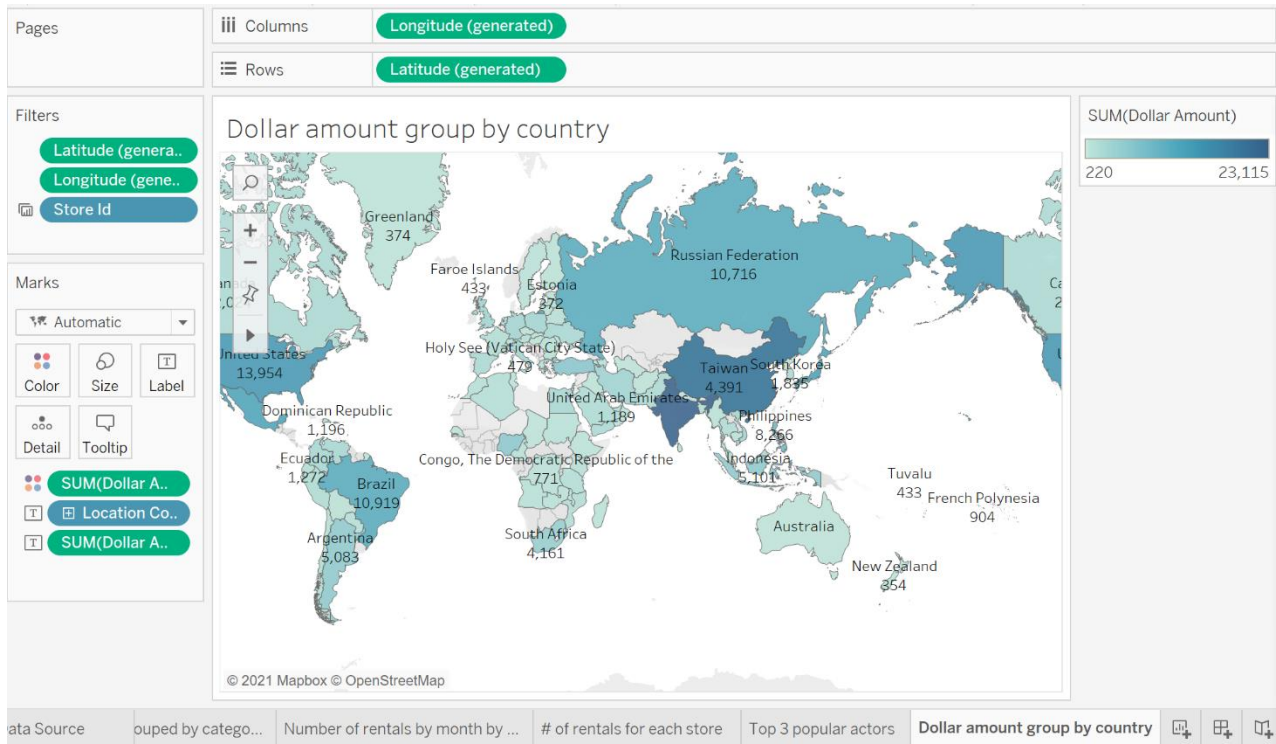 Pages
Columns
Longitude (generated)
Rows
Latitude (generated)
Filters
Latitude (genera..
Longitude (gene..
Store Id
Marks
Automatic
Color
Size
Label
Detail
Tooltip
SUM(Dollar A..
Location Co..
SUM(Dollar A..
Dollar amount group by country
Greenland
374
Russian Federation
10,716
Faroe Islands
433
Estonia
372
United States
13,954
Holy See (Vatican City State)
479
Taiwan
4,391
South Korea
1,835
United Arab Emirates
1,189
Dominican Republic
1,196
Philippines
8,266
Ecuador
1,272
Congo, The Democratic Republic of the
771
Indonesia
5,101
Brazil
10,919
Tuvalu
433
French Polynesia
904
Argentina
5,083
South Africa
4,161
Australia
New Zealand
354
© 2021 Mapbox © OpenStreetMap
SUM(Dollar Amount)
220
23,115
ata Source
ouped by catego...
Number of rentals by month by ...
# of rentals for each store
Top 3 popular actors
Dollar amount group by country